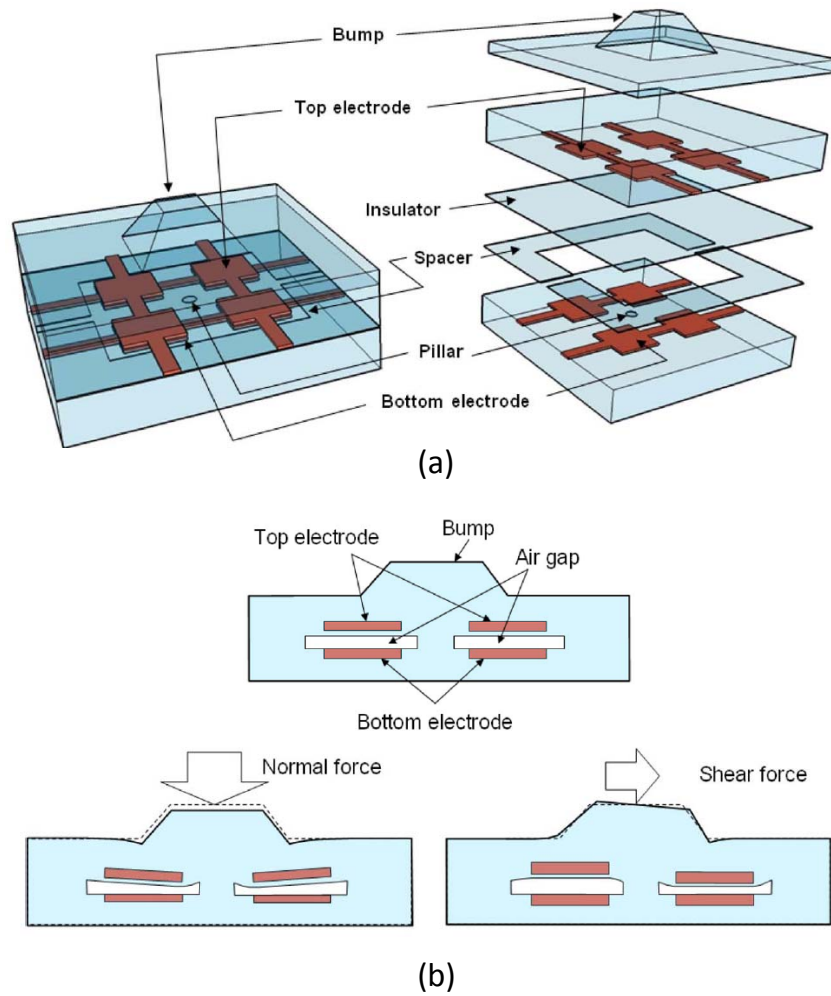 Bump
Top electrode
Insulator
Spacer
Pillar
Bottom electrode
(a)
Bump
Top electrode
Air gap
Bottom electrode
Normal force
Shear force
(b)